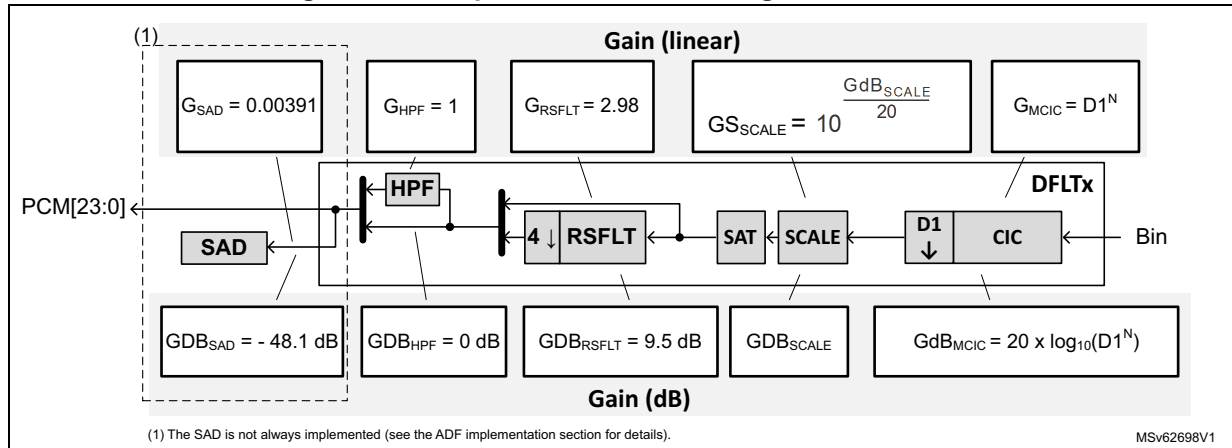 (1)
Gain (linear)
G_SAD = 0.00391
G_HPF = 1
G_RSFLT = 2.98
GS_SCALE = 10^(GdB_SCALE/20)
G_MCIC = D1^N
DFLTx
HPF
PCM[23:0]
SAD
4 ↓ RSFLT
SAT
SCALE
D1 ↓
CIC
Bin
GDB_SAD = - 48.1 dB
GDB_HPF = 0 dB
GDB_RSFLT = 9.5 dB
GDB_SCALE
GdB_MCIC = 20 x log_10(D1^N)
Gain (dB)
(1) The SAD is not always implemented (see the ADF implementation section for details).
MSv62698V1